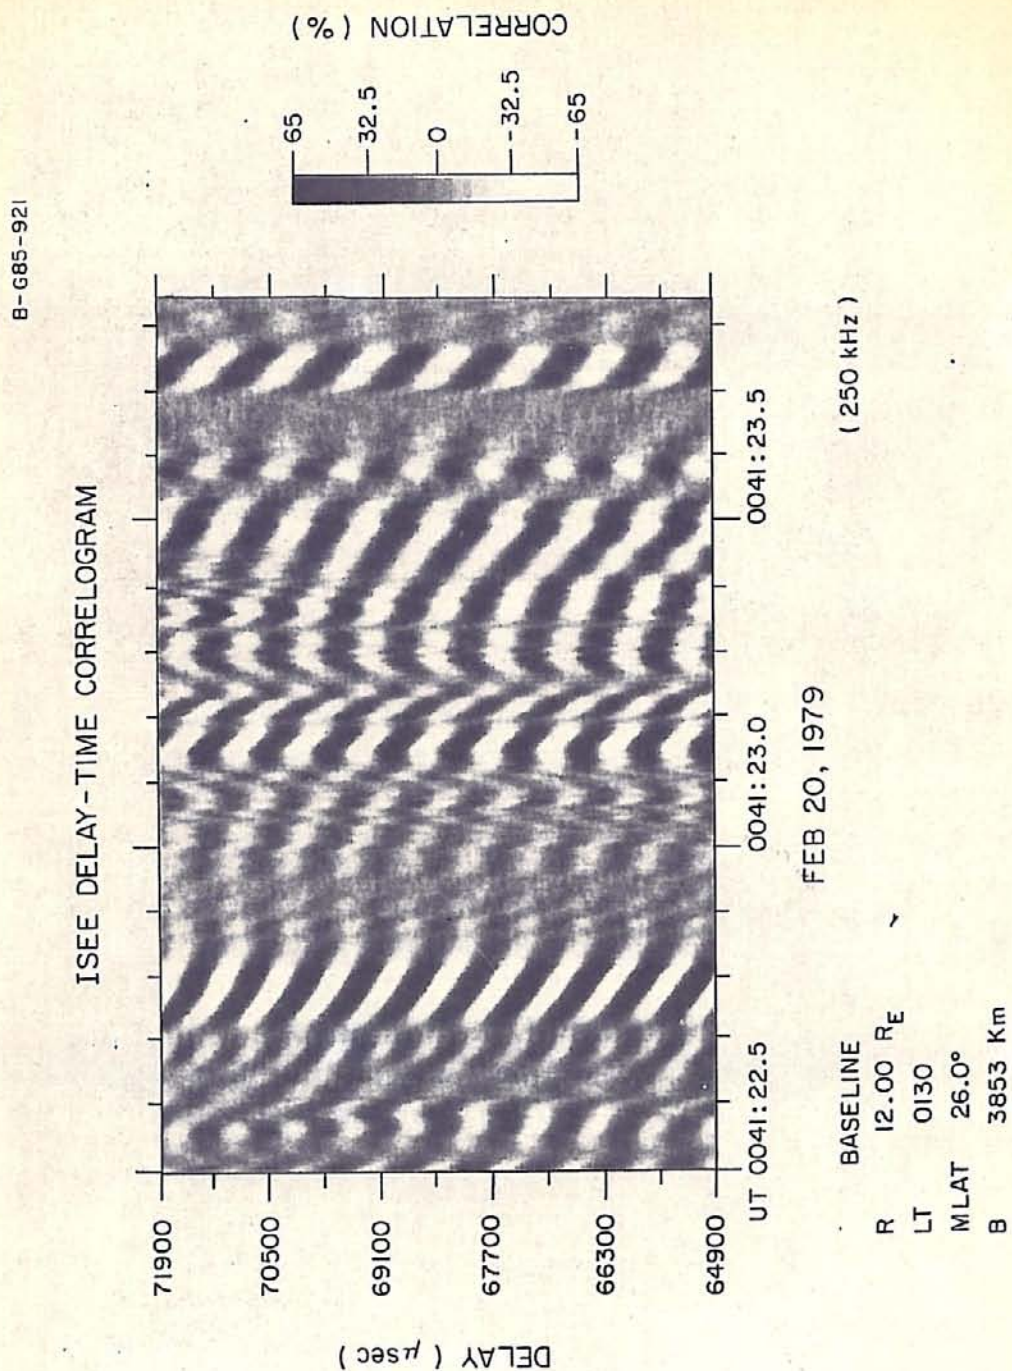 B-G85-921
ISEE DELAY-TIME CORRELOGRAM
DELAY (μsec)
71900
70500
69100
67700
66300
64900
UT 0041:22.5 0041:23.0 0041:23.5
FEB 20, 1979
CORRELATION (%)
65
32.5
0
-32.5
-65
BASELINE
R 12.00 RE
LT 0130
MLAT 26.0°
B 3853 Km
(250 kHz)